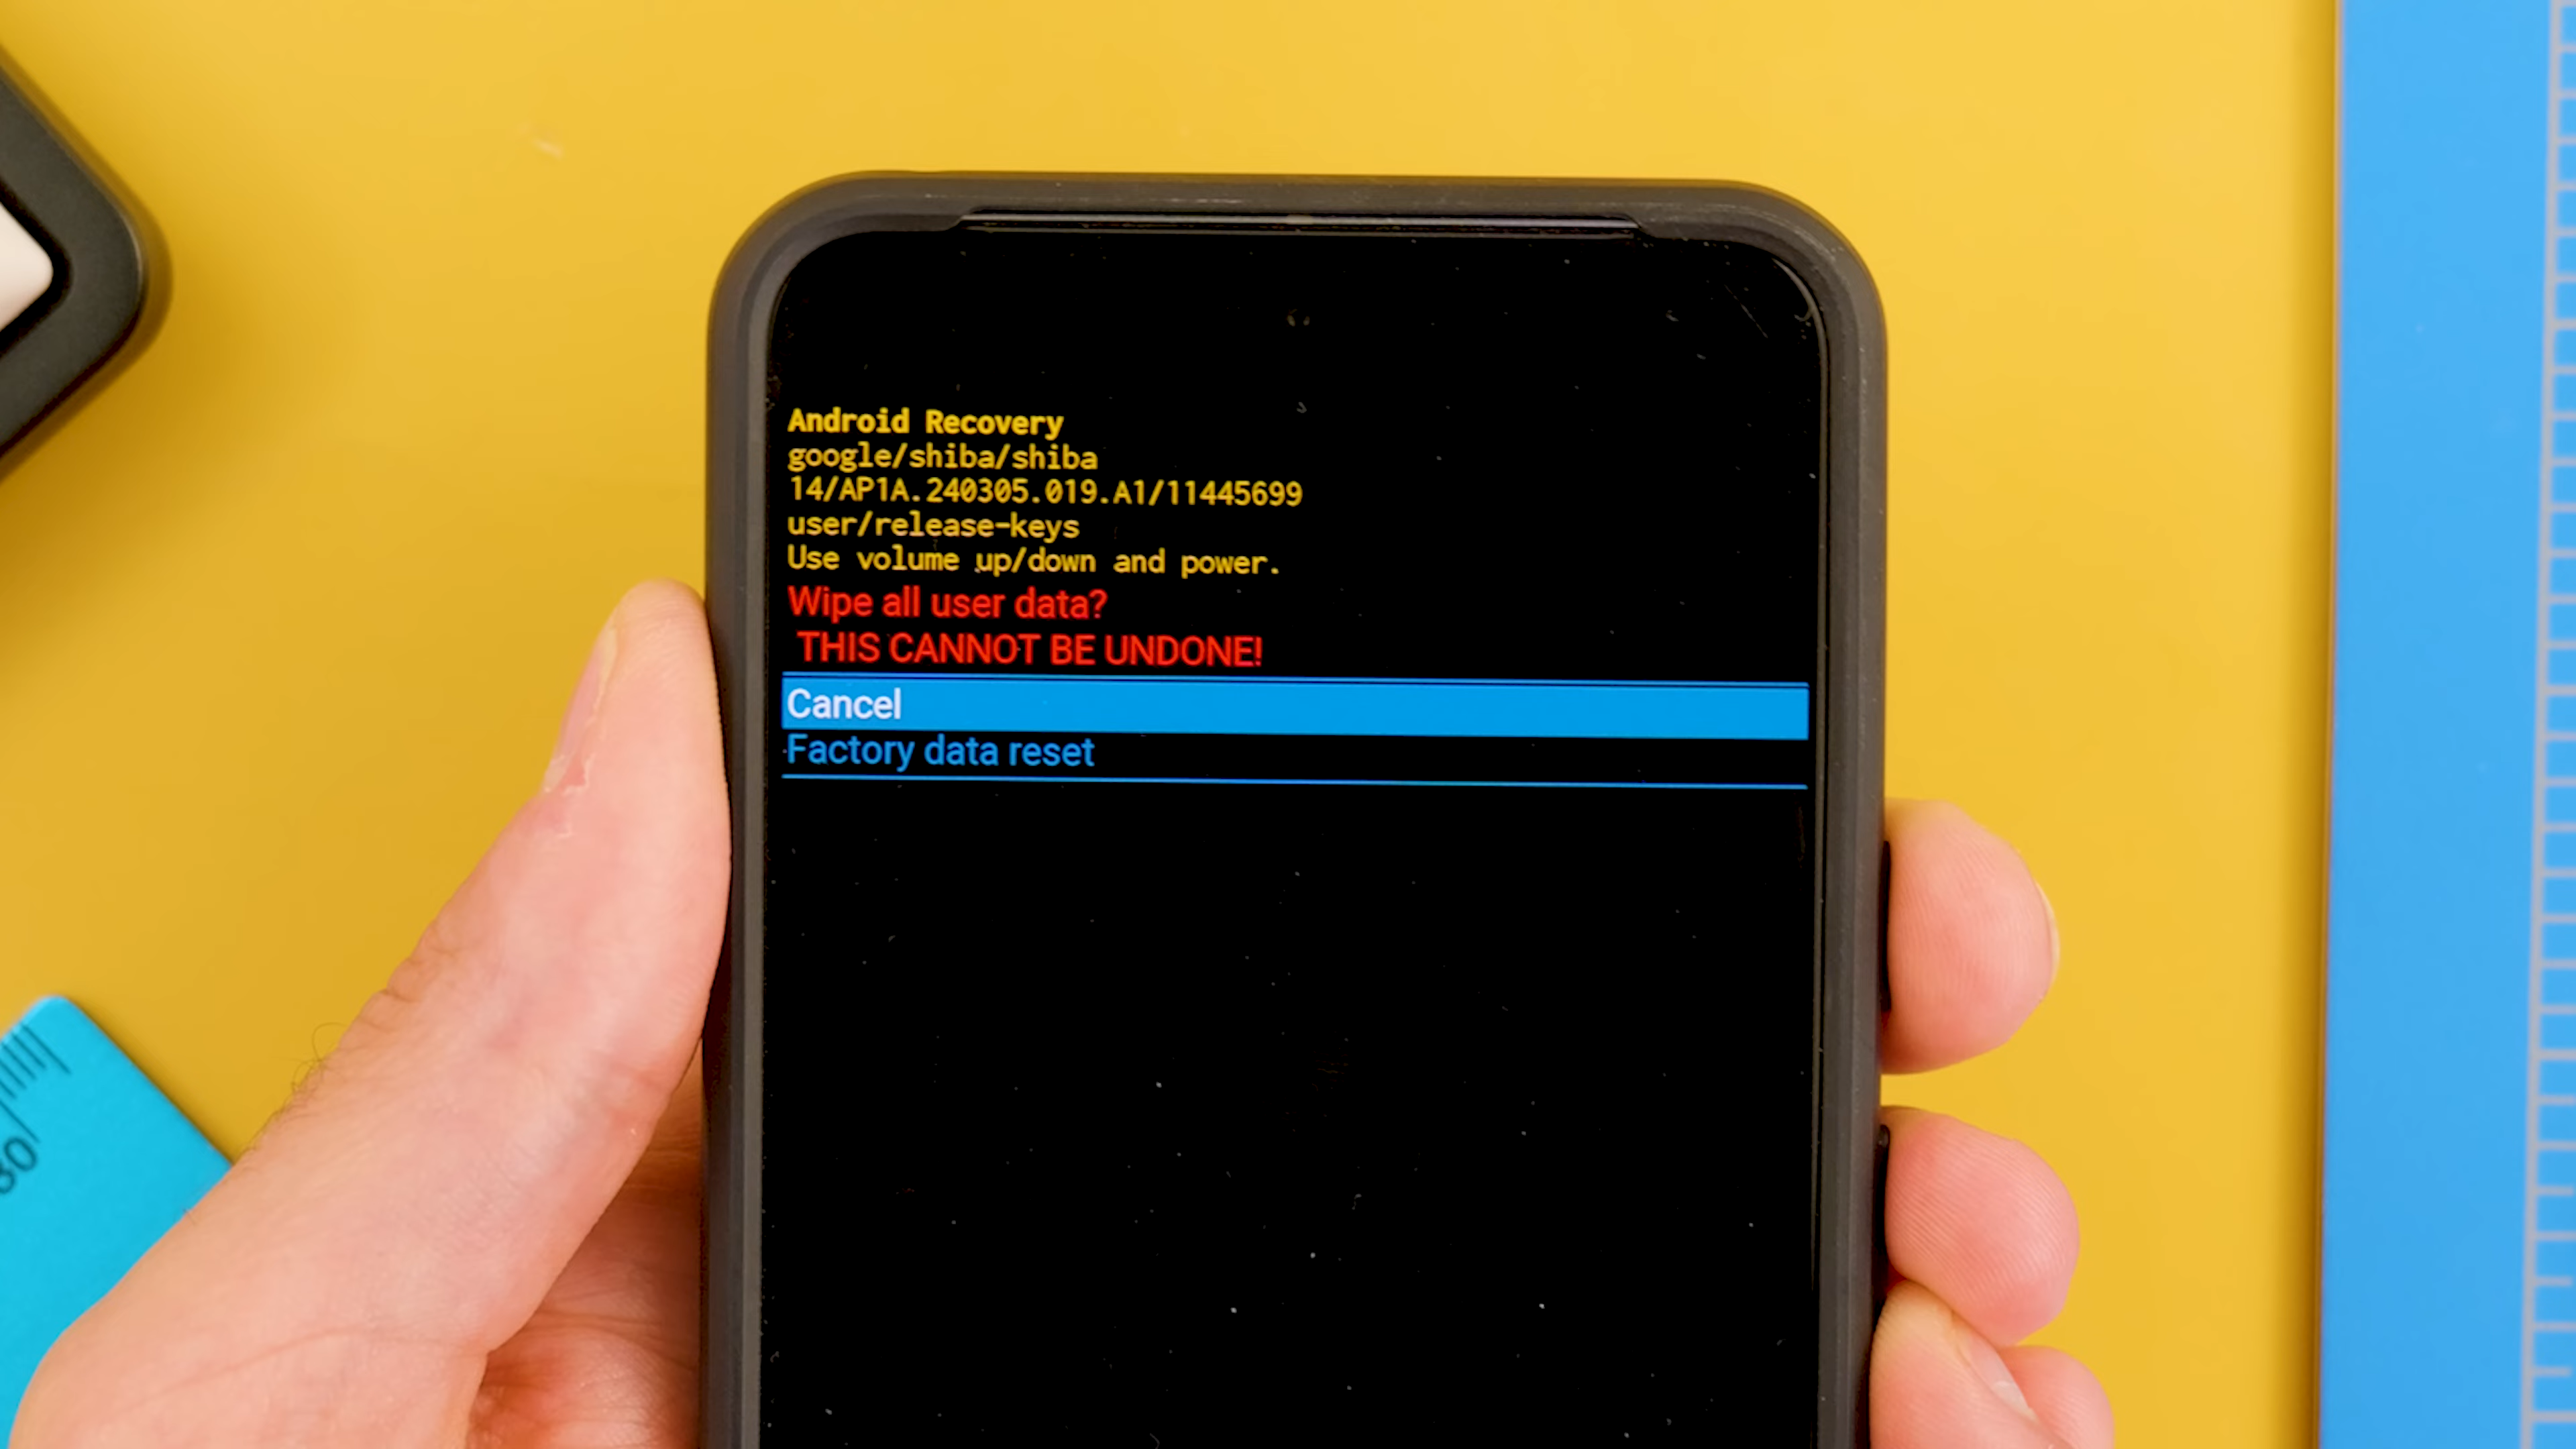 Android Recovery
google/shiba/shiba
14/AP1A.240305.019.A1/11445699
user/release-keys
Use volume up/down and power.
Wipe all user data?
THIS CANNOT BE UNDONE!
Cancel
Factory data reset
30